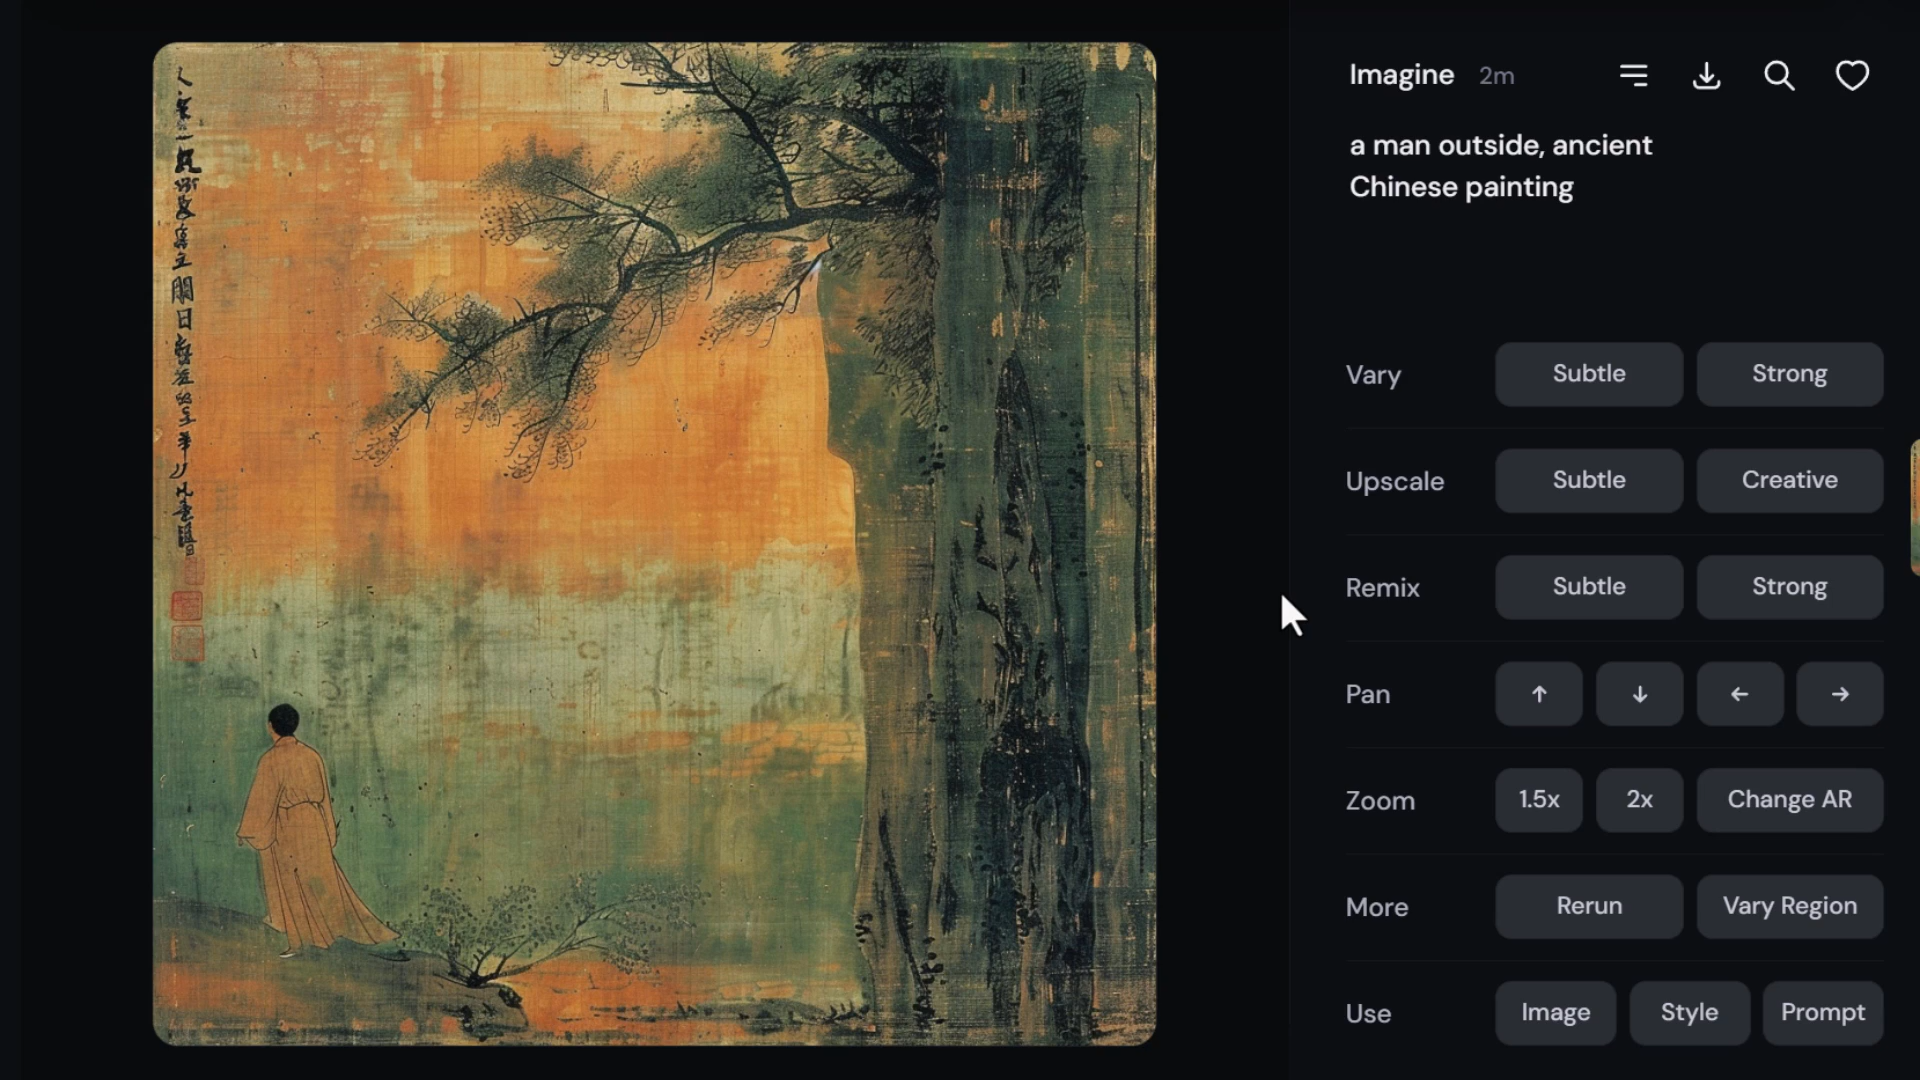 Imagine 2m
a man outside, ancient
Chinese painting
Vary Subtle Strong
Upscale Subtle Creative
Remix Subtle Strong
Pan ↑ ↓ ← →
Zoom 1.5x 2x Change AR
More Rerun Vary Region
Use Image Style Prompt